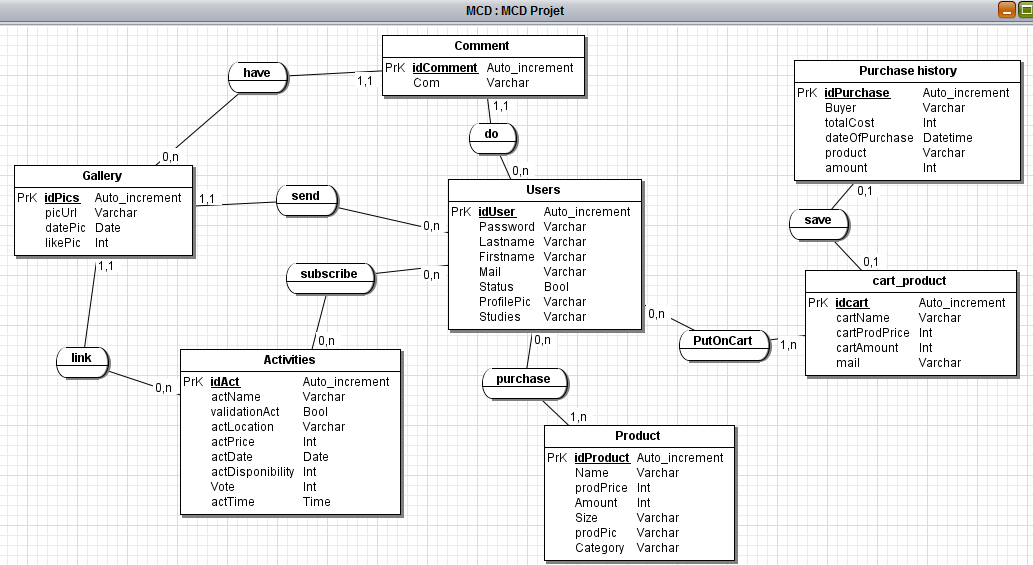 MCD : MCD Projet
Comment
PrK idComment Auto_increment
Com Varchar
have
1,1
1,1
do
0,n
0,n
Purchase history
PrK idPurchase Auto_increment
Buyer Varchar
totalCost Int
dateOfPurchase Datetime
product Varchar
amount Int
0,1
save
0,1
Gallery
PrK idPics Auto_increment
picUrl Varchar
datePic Date
likePic Int
1,1
send
0,n
1,1
Users
PrK idUser Auto_increment
Password Varchar
Lastname Varchar
Firstname Varchar
Mail Varchar
Status Bool
ProfilePic Varchar
Studies Varchar
subscribe
0,n
0,n
cart_product
PrK idcart Auto_increment
cartName Varchar
cartProdPrice Int
cartAmount Int
mail Varchar
0,n
PutOnCart
1,n
link
0,n
Activities
PrK idAct Auto_increment
actName Varchar
validationAct Bool
actLocation Varchar
actPrice Int
actDate Date
actDisponibility Int
Vote Int
actTime Time
0,n
purchase
1,n
Product
PrK idProduct Auto_increment
Name Varchar
prodPrice Int
Amount Int
Size Varchar
prodPic Varchar
Category Varchar